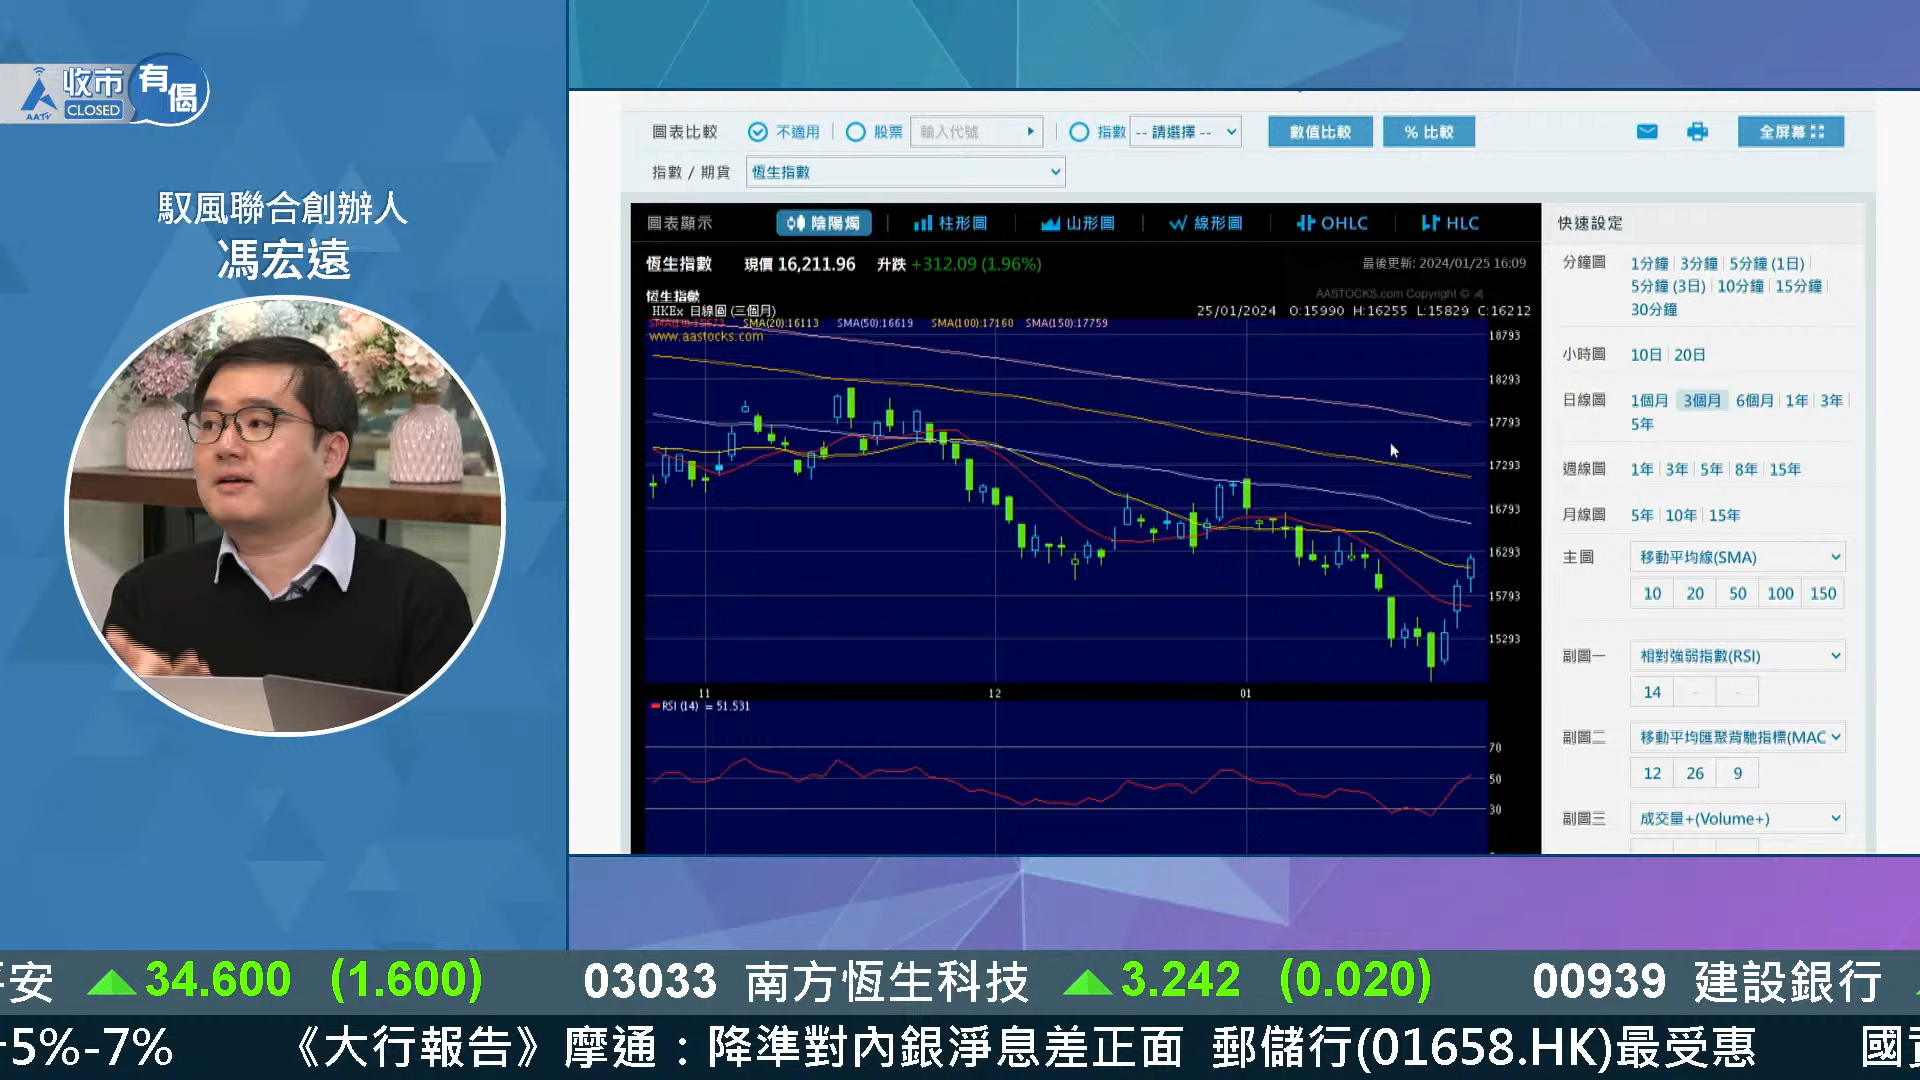 收市
CLOSED
有偈
AATV
馭風聯合創辦人
馮宏遠
圖表比較 不適用 | 股票 輸入代號 | 指數 -- 請選擇 -- 數值比較 % 比較 全屏幕
指數 / 期貨 恆生指數
圖表顯示 陰陽燭 | 柱形圖 | 山形圖 | 線形圖 | OHLC | HLC
恆生指數 現價 16,211.96 升跌 +312.09 (1.96%) 最後更新: 2024/01/25 16:09
恆生指數 AASTOCKS.com Copyright ©
HKEx 日線圖 (三個月) 25/01/2024 O:15990 H:16255 L:15829 C:16212
SMA(20):16113 SMA(50):16619 SMA(100):17160 SMA(150):17759
www.aastocks.com
18793
18293
17793
17293
16793
16293
15793
15293
11 12 01
RSI (14) = 51.531
70
50
30
快速設定
分鐘圖 1分鐘 | 3分鐘 | 5分鐘 (1日) |
5分鐘 (3日) | 10分鐘 | 15分鐘 |
30分鐘
小時圖 10日 | 20日
日線圖 1個月 3個月 6個月 | 1年 | 3年 |
5年
週線圖 1年 | 3年 | 5年 | 8年 | 15年
月線圖 5年 | 10年 | 15年
主圖 移動平均線(SMA)
10 20 50 100 150
副圖一 相對強弱指數(RSI)
14 - -
副圖二 移動平均匯聚背馳指標(MAC
12 26 9
副圖三 成交量+(Volume+)
安 34.600 (1.600) 03033 南方恆生科技 3.242 (0.020) 00939 建設銀行
5%-7% 《大行報告》摩通：降準對內銀淨息差正面 郵儲行(01658.HK)最受惠 國